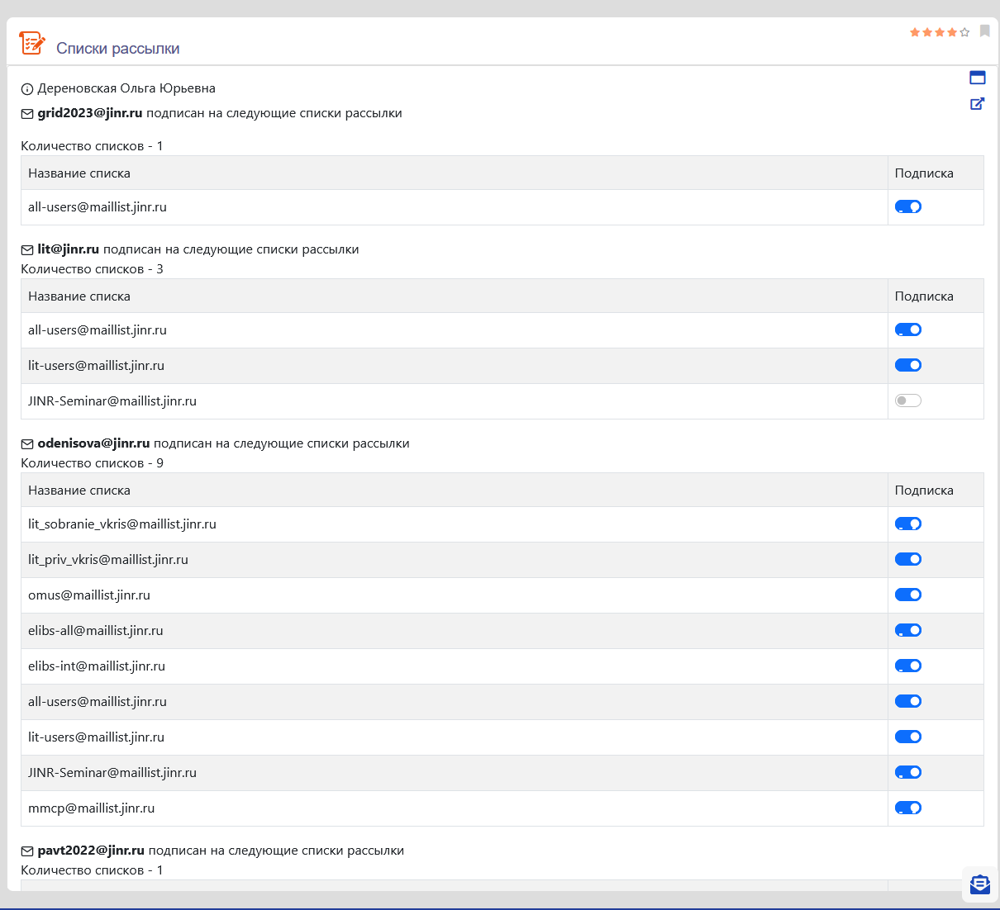 Списки рассылки
Дереновская Ольга Юрьевна
grid2023@jinr.ru подписан на следующие списки рассылки
Количество списков - 1
Название списка Подписка
all-users@maillist.jinr.ru
lit@jinr.ru подписан на следующие списки рассылки
Количество списков - 3
Название списка Подписка
all-users@maillist.jinr.ru
lit-users@maillist.jinr.ru
JINR-Seminar@maillist.jinr.ru
odenisova@jinr.ru подписан на следующие списки рассылки
Количество списков - 9
Название списка Подписка
lit_sobranie_vkris@maillist.jinr.ru
lit_priv_vkris@maillist.jinr.ru
omus@maillist.jinr.ru
elibs-all@maillist.jinr.ru
elibs-int@maillist.jinr.ru
all-users@maillist.jinr.ru
lit-users@maillist.jinr.ru
JINR-Seminar@maillist.jinr.ru
mmcp@maillist.jinr.ru
pavt2022@jinr.ru подписан на следующие списки рассылки
Количество списков - 1